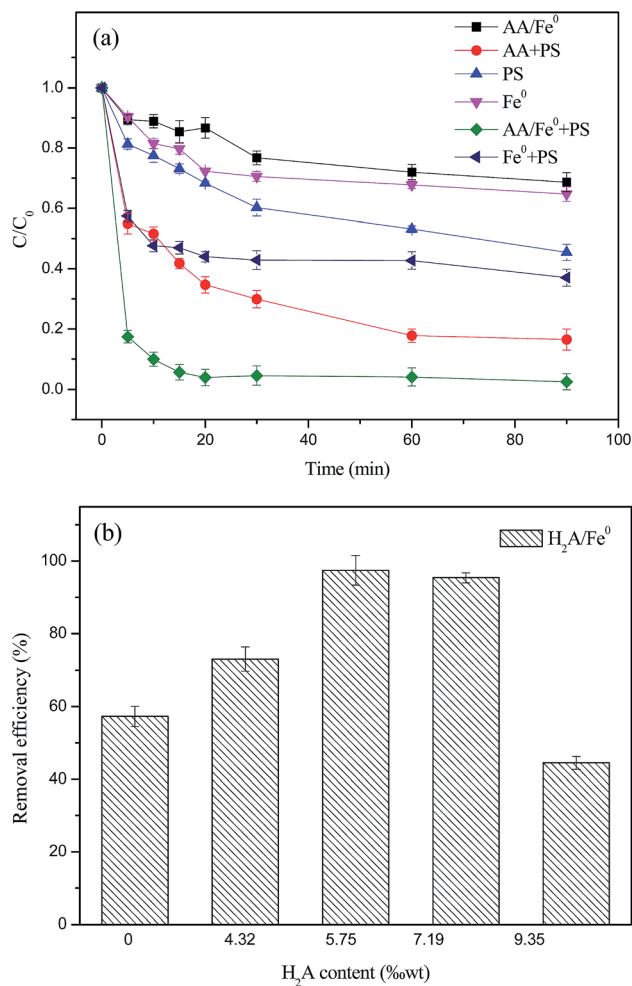 (a)
AA/Fe⁰
AA+PS
PS
Fe⁰
AA/Fe⁰+PS
Fe⁰+PS
1.0
0.8
0.6
0.4
0.2
0.0
C/C₀
0 20 40 60 80 100
Time (min)
(b)
H₂A/Fe⁰
100
80
60
40
20
0
Removal efficiency (%)
0 4.32 5.75 7.19 9.35
H₂A content (‰wt)